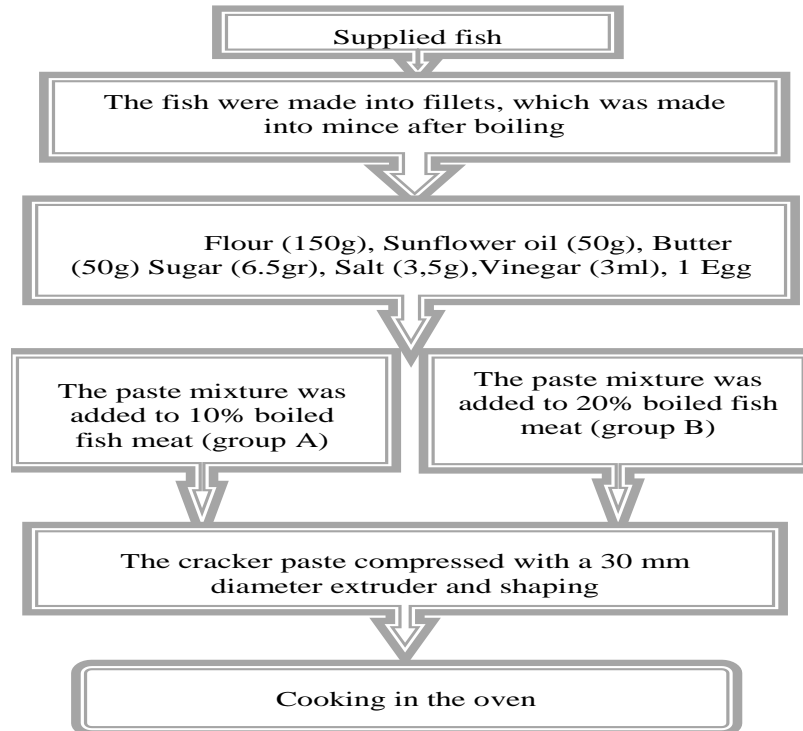 Supplied fish
The fish were made into fillets, which was made
into mince after boiling
Flour (150g), Sunflower oil (50g), Butter
(50g) Sugar (6.5gr), Salt (3,5g),Vinegar (3ml), 1 Egg
The paste mixture was
added to 10% boiled
fish meat (group A)
The paste mixture was
added to 20% boiled fish
meat (group B)
The cracker paste compressed with a 30 mm
diameter extruder and shaping
Cooking in the oven